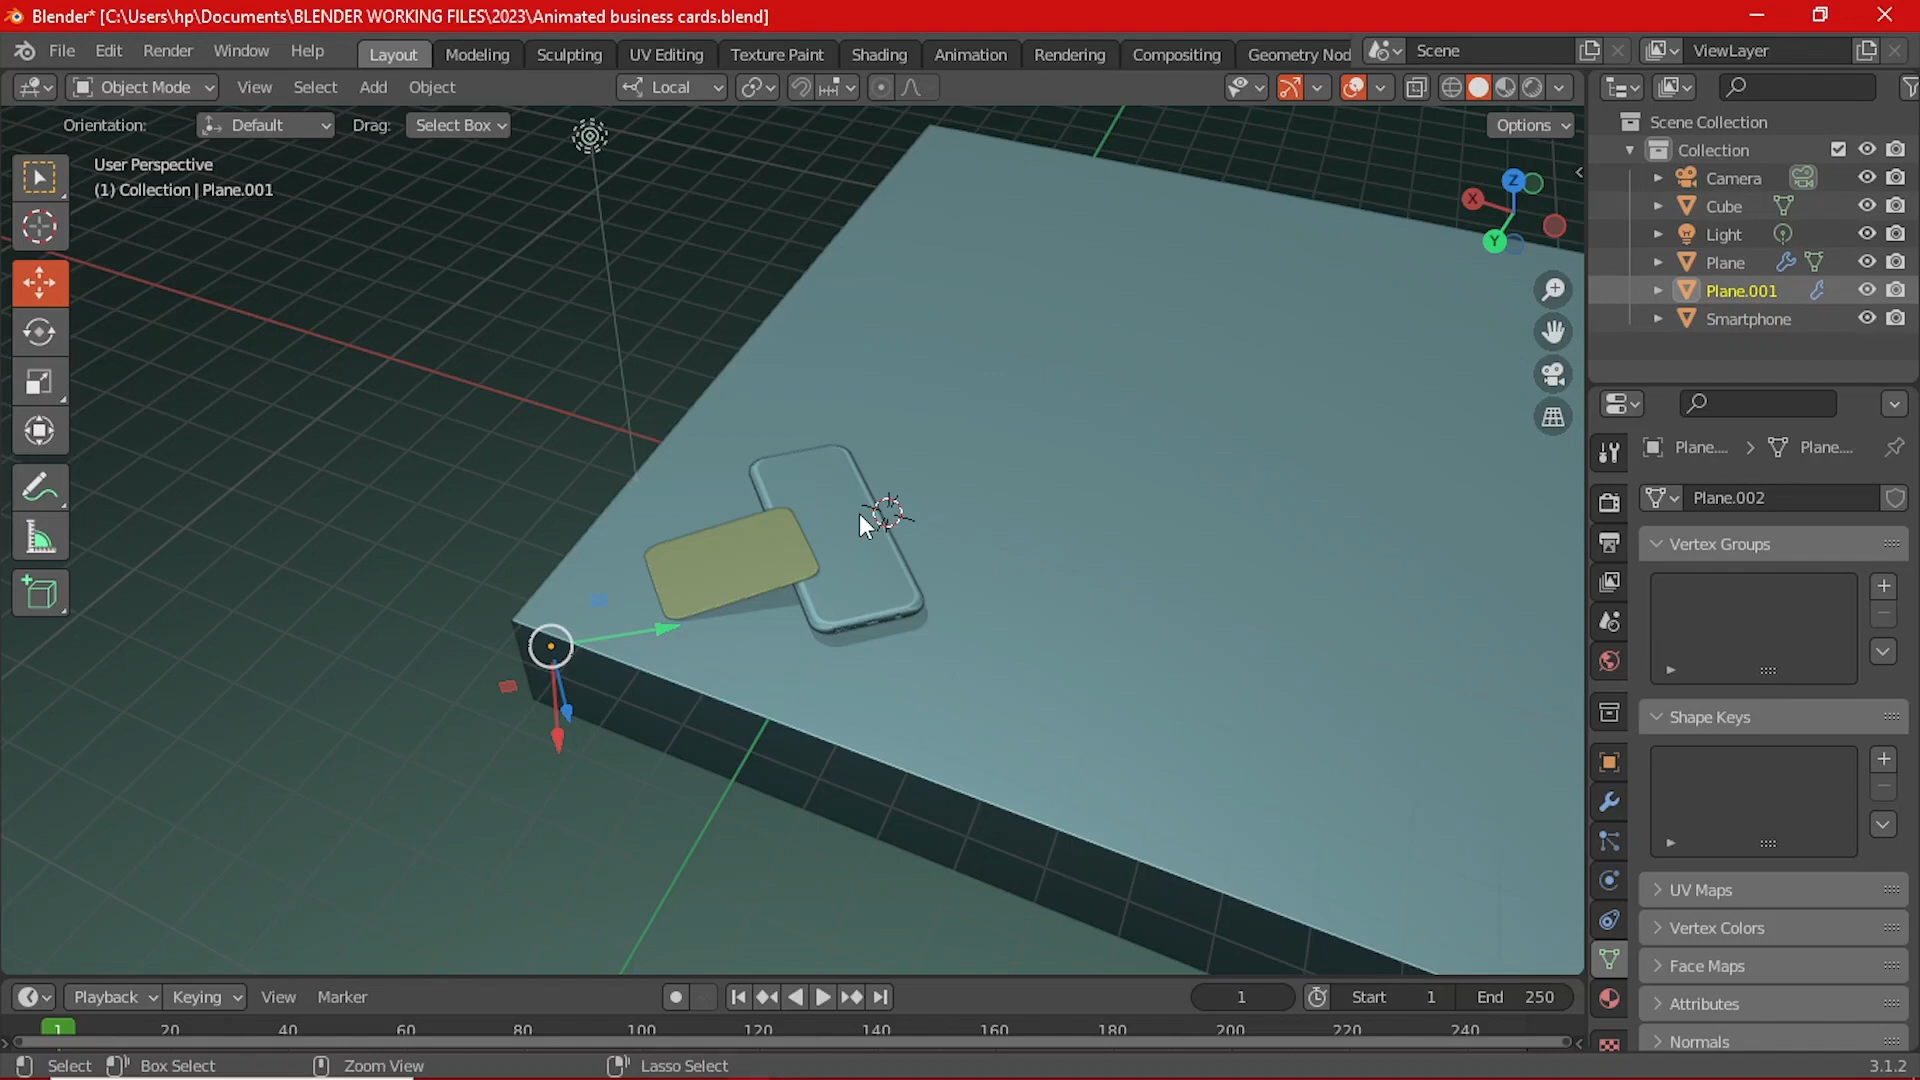 Blender* [C:\Users\hp\Documents\BLENDER WORKING FILES\2023\Animated business cards.blend]
File Edit Render Window Help Layout Modeling Sculpting UV Editing Texture Paint Shading Animation Rendering Compositing Geometry Nod Scene ViewLayer
Object Mode View Select Add Object Local
Orientation: Default Drag: Select Box Options
User Perspective
(1) Collection | Plane.001
Z
X
Y
Scene Collection
Collection
Camera
Cube
Light
Plane
Plane.001
Smartphone
Plane.... Plane....
Plane.002
Vertex Groups
Shape Keys
UV Maps
Vertex Colors
Face Maps
Attributes
Normals
Playback Keying View Marker 1 Start 1 End 250
1 20 40 60 80 100 120 140 160 180 200 220 240
Select Box Select Zoom View Lasso Select 3.1.2